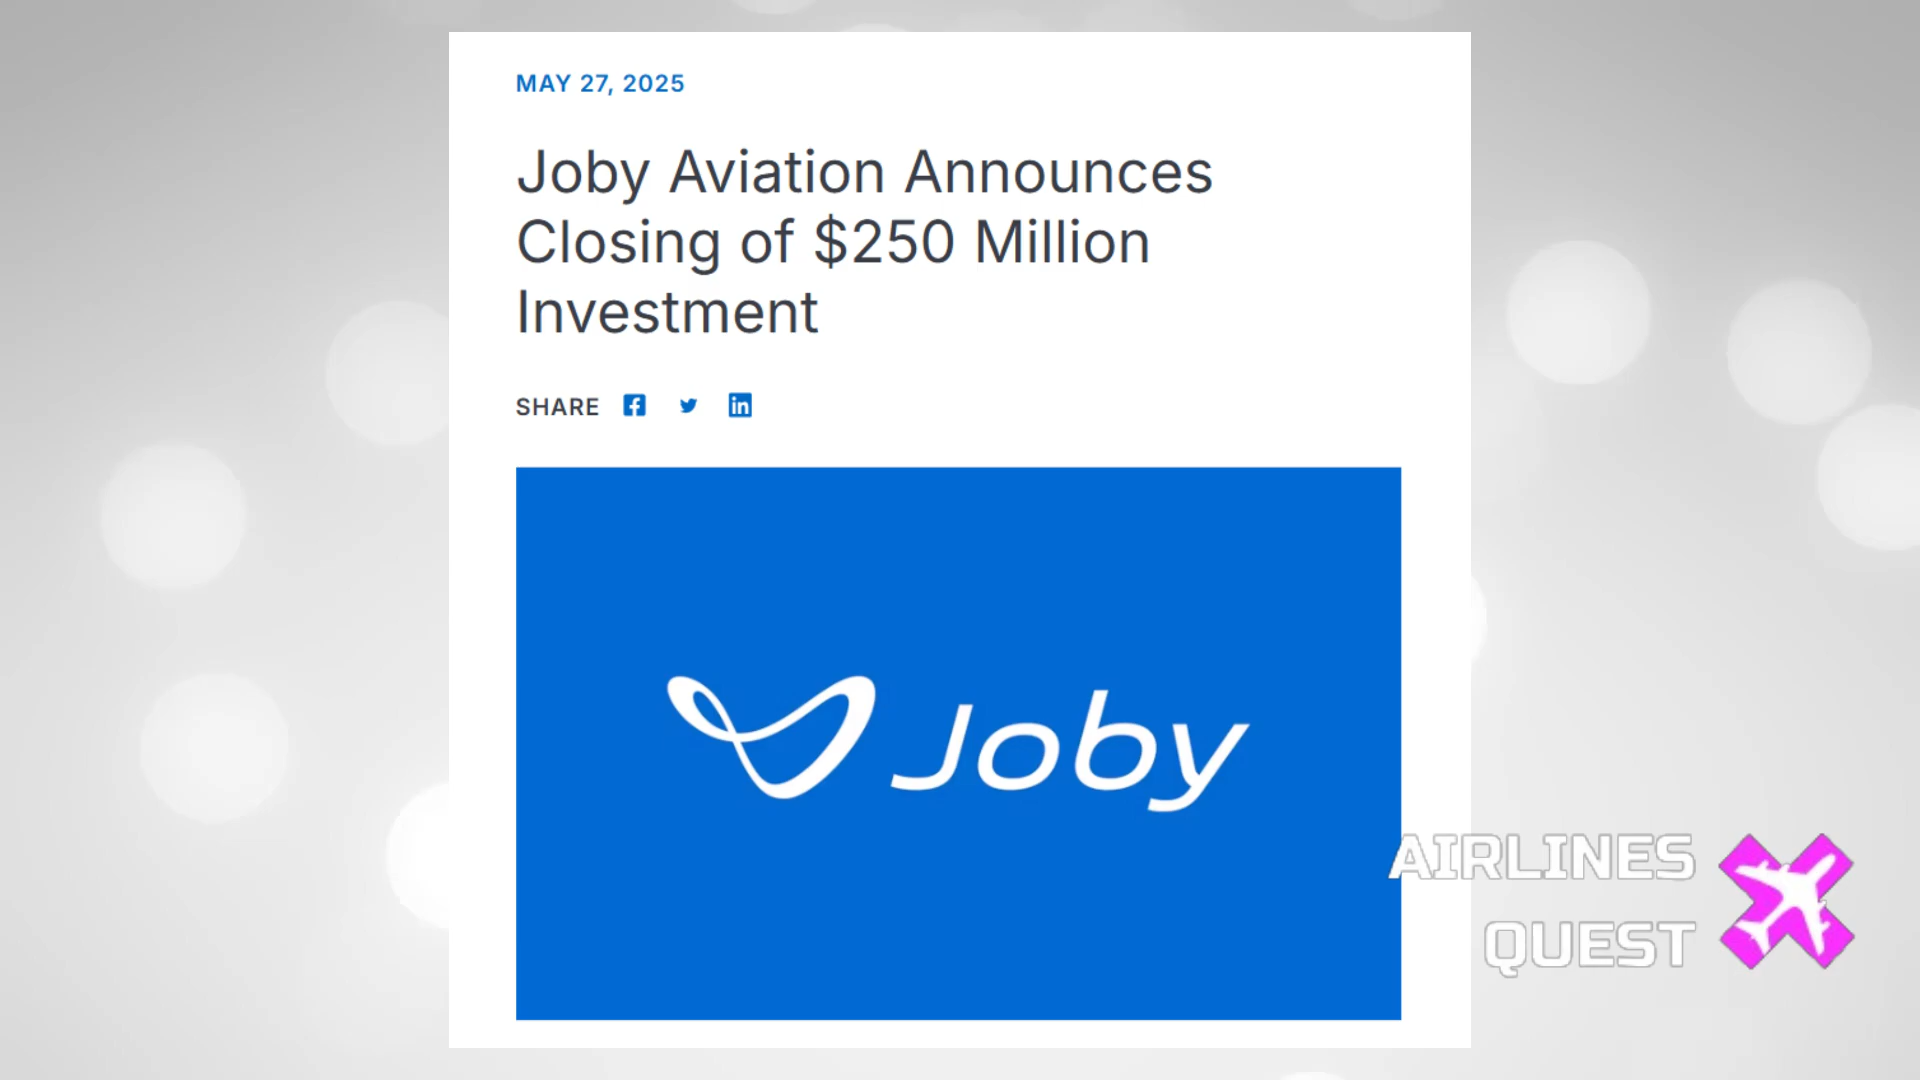 MAY 27, 2025
Joby Aviation Announces
Closing of $250 Million
Investment
SHARE
Joby
AIRLINES
QUEST